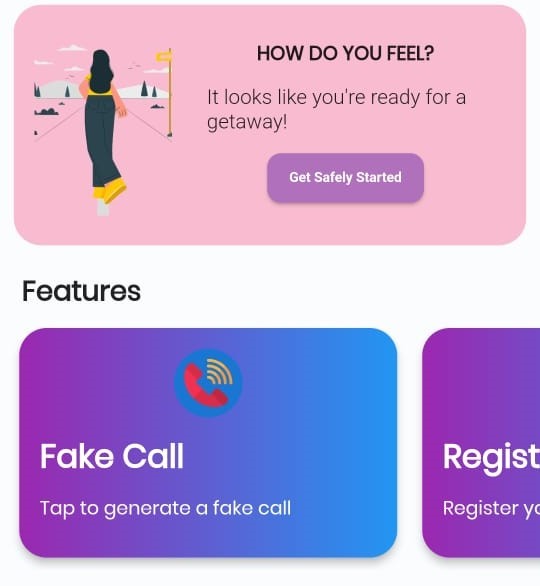 HOW DO YOU FEEL?
It looks like you're ready for a
getaway!
Get Safely Started
Features
Fake Call
Tap to generate a fake call
Regist
Register yo